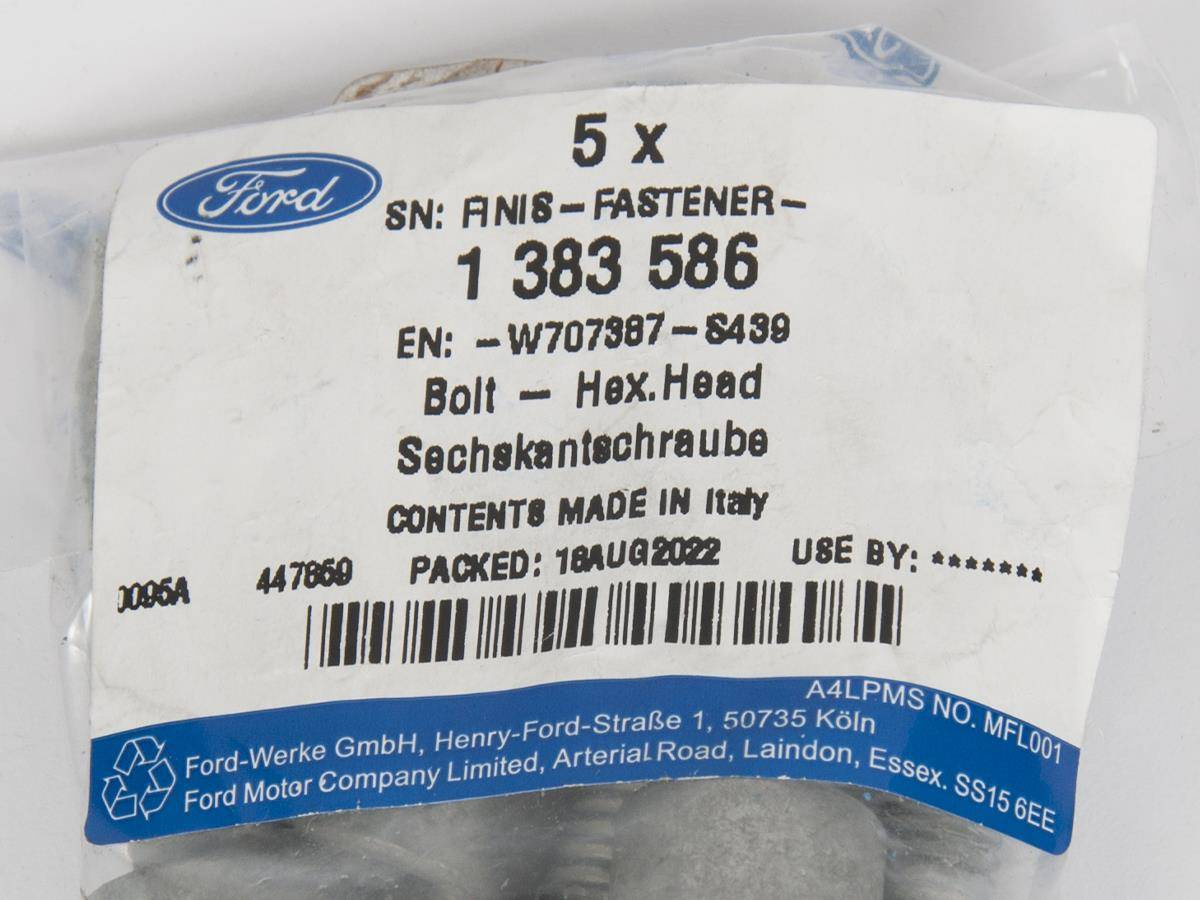 5 x
Ford
SN: FINIS-FASTENER-
1 383 586
EN: -W707387-S439
Bolt - Hex.Head
Sechskantschraube
CONTENTS MADE IN Italy
0095A 447859 PACKED: 18AUG2022 USE BY: *******
A4LPMS NO. MFL001
Ford-Werke GmbH, Henry-Ford-Straße 1, 50735 Köln
Ford Motor Company Limited, Arterial Road, Laindon, Essex. SS15 6EE